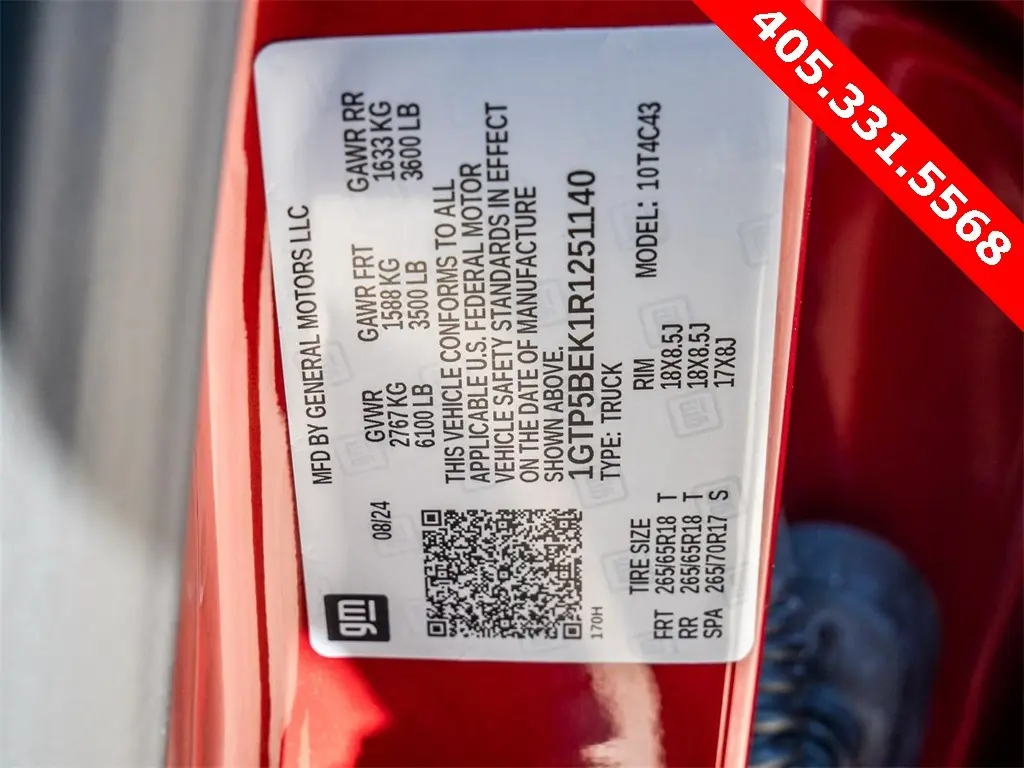 405.331.5568
MFD BY GENERAL MOTORS LLC
08/24 GVWR GAWR FRT GAWR RR
2767 KG 1588 KG 1633 KG
6100 LB 3500 LB 3600 LB
THIS VEHICLE CONFORMS TO ALL
APPLICABLE U.S. FEDERAL MOTOR
VEHICLE SAFETY STANDARDS IN EFFECT
ON THE DATE OF MANUFACTURE
SHOWN ABOVE.
1GTP5BEK1R1251140
TYPE: TRUCK MODEL: 10T4C43
gm
170H
TIRE SIZE RIM
FRT 265/65R18 T 18X8.5J
RR 265/65R18 T 18X8.5J
SPA 265/70R17 S 17X8J